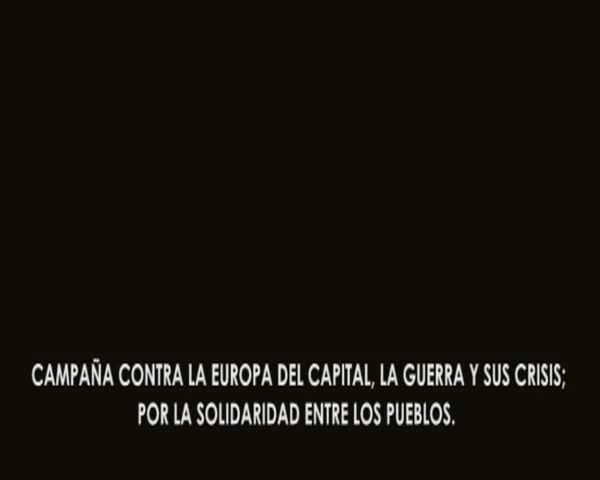 CAMPAÑA CONTRA LA EUROPA DEL CAPITAL, LA GUERRA Y SUS CRISIS;
POR LA SOLIDARIDAD ENTRE LOS PUEBLOS.